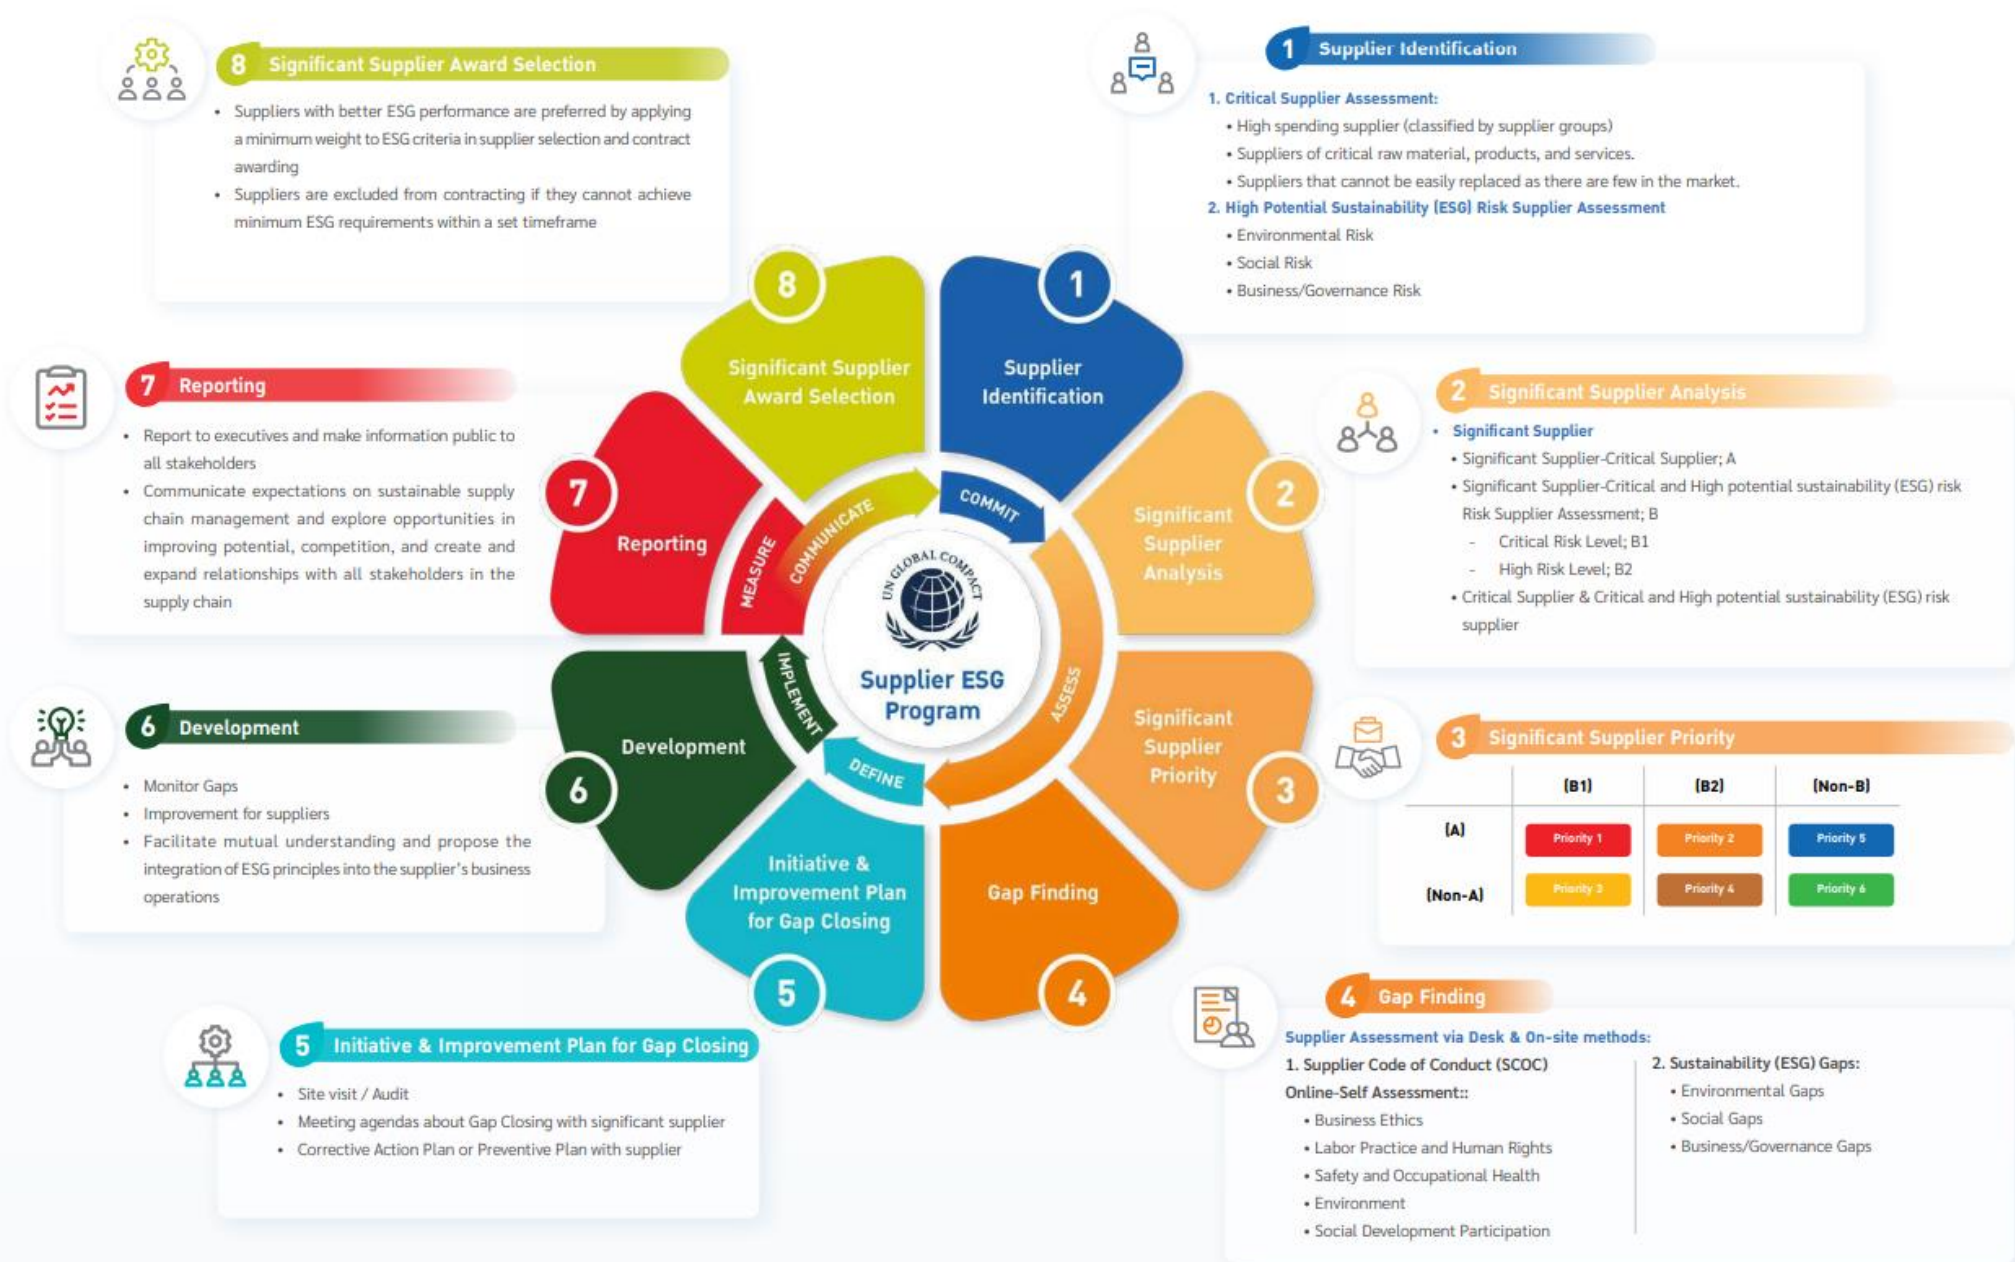 8 Significant Supplier Award Selection
• Suppliers with better ESG performance are preferred by applying
a minimum weight to ESG criteria in supplier selection and contract
awarding
• Suppliers are excluded from contracting if they cannot achieve
minimum ESG requirements within a set timeframe
1 Supplier Identification
1. Critical Supplier Assessment:
• High spending supplier (classified by supplier groups)
• Suppliers of critical raw material, products, and services.
• Suppliers that cannot be easily replaced as there are few in the market.
2. High Potential Sustainability (ESG) Risk Supplier Assessment
• Environmental Risk
• Social Risk
• Business/Governance Risk
7 Reporting
• Report to executives and make information public to
all stakeholders
• Communicate expectations on sustainable supply
chain management and explore opportunities in
improving potential, competition, and create and
expand relationships with all stakeholders in the
supply chain
2 Significant Supplier Analysis
• Significant Supplier
• Significant Supplier-Critical Supplier; A
• Significant Supplier-Critical and High potential sustainability (ESG) risk
Risk Supplier Assessment; B
- Critical Risk Level; B1
- High Risk Level; B2
• Critical Supplier & Critical and High potential sustainability (ESG) risk
supplier
8
Significant Supplier
Award Selection
1
Supplier
Identification
7
Reporting
2
Significant
Supplier
Analysis
COMMUNICATE
COMMIT
MEASURE
ASSESS
IMPLEMENT
DEFINE
UN GLOBAL COMPACT
Supplier ESG
Program
6
Development
Significant
Supplier
Priority
3
Initiative &
Improvement Plan
for Gap Closing
5
Gap Finding
4
6 Development
• Monitor Gaps
• Improvement for suppliers
• Facilitate mutual understanding and propose the
integration of ESG principles into the supplier's business
operations
3 Significant Supplier Priority
(B1) (B2) (Non-B)
(A) Priority 1 Priority 2 Priority 5
(Non-A) Priority 3 Priority 4 Priority 6
5 Initiative & Improvement Plan for Gap Closing
• Site visit / Audit
• Meeting agendas about Gap Closing with significant supplier
• Corrective Action Plan or Preventive Plan with supplier
4 Gap Finding
Supplier Assessment via Desk & On-site methods:
1. Supplier Code of Conduct (SCOC)
Online-Self Assessment::
• Business Ethics
• Labor Practice and Human Rights
• Safety and Occupational Health
• Environment
• Social Development Participation
2. Sustainability (ESG) Gaps:
• Environmental Gaps
• Social Gaps
• Business/Governance Gaps